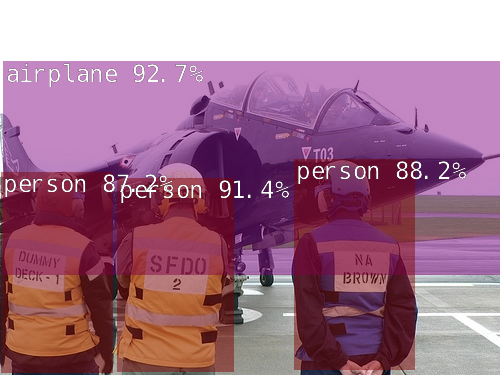 airplane 92.7%
T03
person 87.2%
person 91.4%
person 88.2%
DUMMY
DECK-1
SFDO
2
NA
BROWN